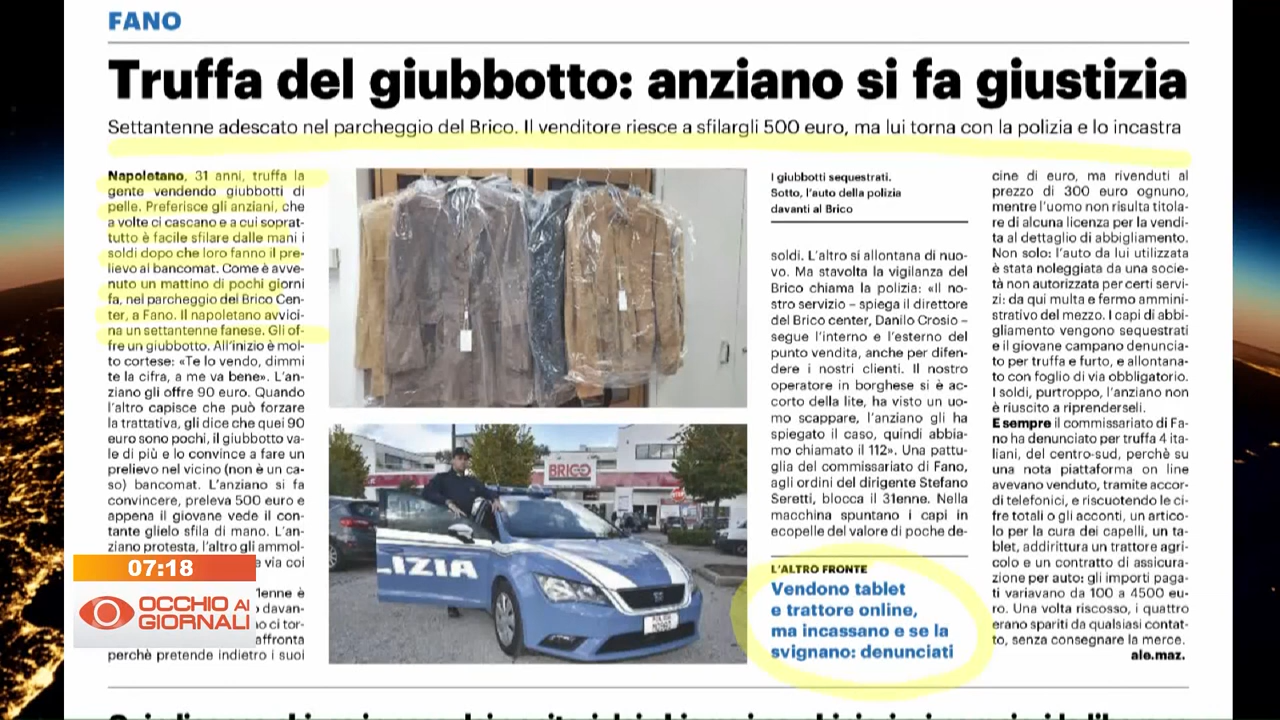 FANO
Truffa del giubbotto: anziano si fa giustizia
Settantenne adescato nel parcheggio del Brico. Il venditore riesce a sfilargli 500 euro, ma lui torna con la polizia e lo incastra
Napoletano, 31 anni, truffa la
gente vendendo giubbotti di
pelle. Preferisce gli anziani, che
a volte ci cascano e a cui soprat-
tutto è facile sfilare dalle mani i
soldi dopo che loro fanno il pre-
lievo al bancomat. Come è avve-
nuto un mattino di pochi giorni
fa, nel parcheggio del Brico Cen-
ter, a Fano. Il napoletano avvici-
na un settantenne fanese. Gli of-
fre un giubbotto. All'inizio è mol-
to cortese: «Te lo vendo, dimmi
te la cifra, a me va bene». L'an-
ziano gli offre 90 euro. Quando
l'altro capisce che può forzare
la trattativa, gli dice che quei 90
euro sono pochi, il giubbotto va-
le di più e lo convince a fare un
prelievo nel vicino (non è un ca-
so) bancomat. L'anziano si fa
convincere, preleva 500 euro e
appena il giovane vede il con-
tante glielo sfila di mano. L'an-
ziano protesta, l'altro gli ammol-
e via coi
1enne è
davan-
o ci tor-
affronta
perchè pretende indietro i suoi
07:18
OCCHIO AI
GIORNALI
BRICO
LIZIA
I giubbotti sequestrati.
Sotto, l'auto della polizia
davanti al Brico
soldi. L'altro si allontana di nuo-
vo. Ma stavolta la vigilanza del
Brico chiama la polizia: «Il no-
stro servizio – spiega il direttore
del Brico center, Danilo Crosio –
segue l'interno e l'esterno del
punto vendita, anche per difen-
dere i nostri clienti. Il nostro
operatore in borghese si è ac-
corto della lite, ha visto un uo-
mo scappare, l'anziano gli ha
spiegato il caso, quindi abbia-
mo chiamato il 112». Una pattu-
glia del commissariato di Fano,
agli ordini del dirigente Stefano
Seretti, blocca il 31enne. Nella
macchina spuntano i capi in
ecopelle del valore di poche de-
L'ALTRO FRONTE
Vendono tablet
e trattore online,
ma incassano e se la
svignano: denunciati
cine di euro, ma rivenduti al
prezzo di 300 euro ognuno,
mentre l'uomo non risulta titola-
re di alcuna licenza per la vendi-
ta al dettaglio di abbigliamento.
Non solo: l'auto da lui utilizzata
è stata noleggiata da una socie-
tà non autorizzata per certi servi-
zi: da qui multa e fermo ammini-
strativo del mezzo. I capi di ab-
bigliamento vengono sequestrati
e il giovane campano denuncia-
to per truffa e furto, e allontana-
to con foglio di via obbligatorio.
I soldi, purtroppo, l'anziano non
è riuscito a riprenderseli.
E sempre il commissariato di Fa-
no ha denunciato per truffa 4 ita-
liani, del centro-sud, perchè su
una nota piattaforma on line
avevano venduto, tramite accor-
di telefonici, e riscuotendo le ci-
fre totali o gli acconti, un artico-
lo per la cura dei capelli, un ta-
blet, addirittura un trattore agri-
colo e un contratto di assicura-
zione per auto: gli importi paga-
ti variavano da 100 a 4500 eu-
ro. Una volta riscosso, i quattro
erano spariti da qualsiasi contat-
to, senza consegnare la merce.
ale.maz.